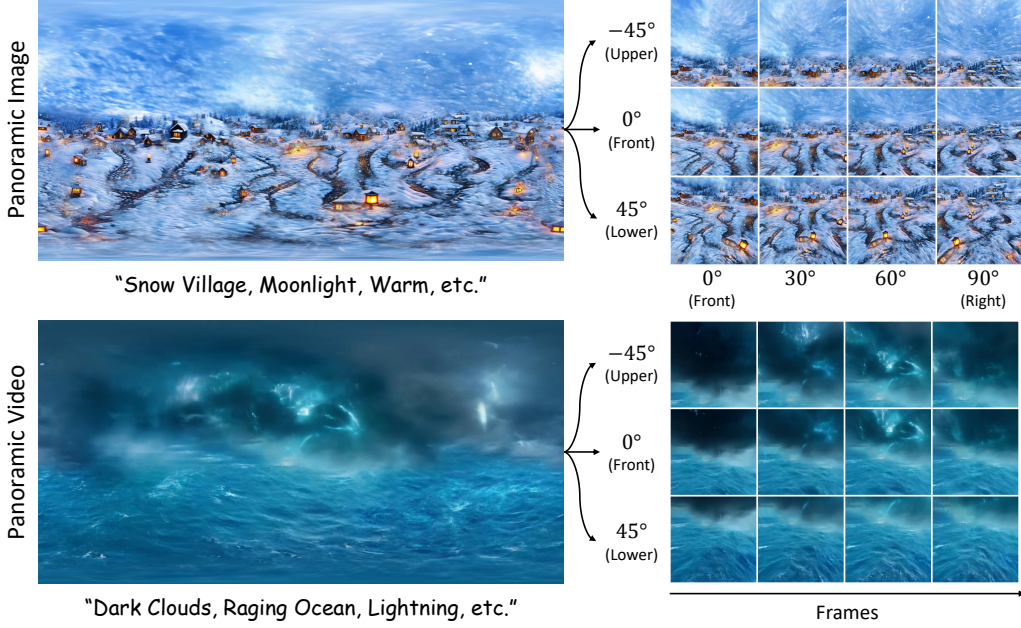 Panoramic Image
−45°
(Upper)
0°
(Front)
45°
(Lower)
"Snow Village, Moonlight, Warm, etc."
0° 30° 60° 90°
(Front) (Right)
Panoramic Video
−45°
(Upper)
0°
(Front)
45°
(Lower)
"Dark Clouds, Raging Ocean, Lightning, etc."
Frames